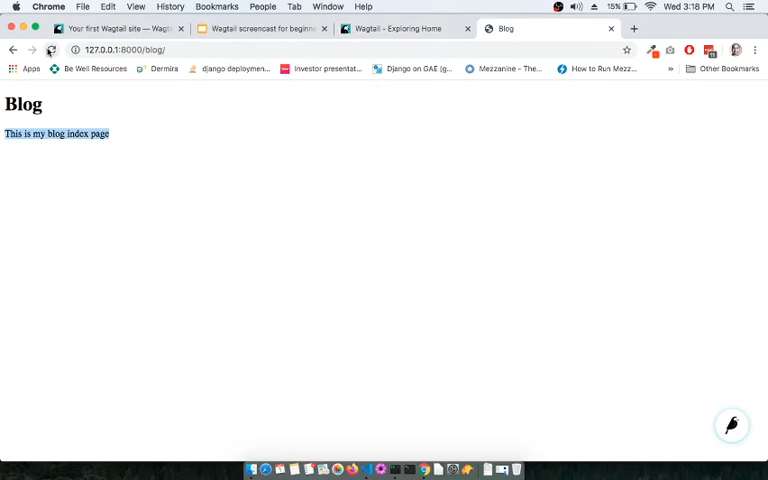 Chrome File Edit View History Bookmarks People Tab Window Help 15% Wed 3:18 PM
Your first Wagtail site — Wagta Wagtail screencast for beginne Wagtail - Exploring Home Blog
127.0.0.1:8000/blog/
Apps Be Well Resources Dermira django deploymen... Investor presentat... Django on GAE (g... Mezzanine - The... How to Run Mezz... » Other Bookmarks
Blog
This is my blog index page